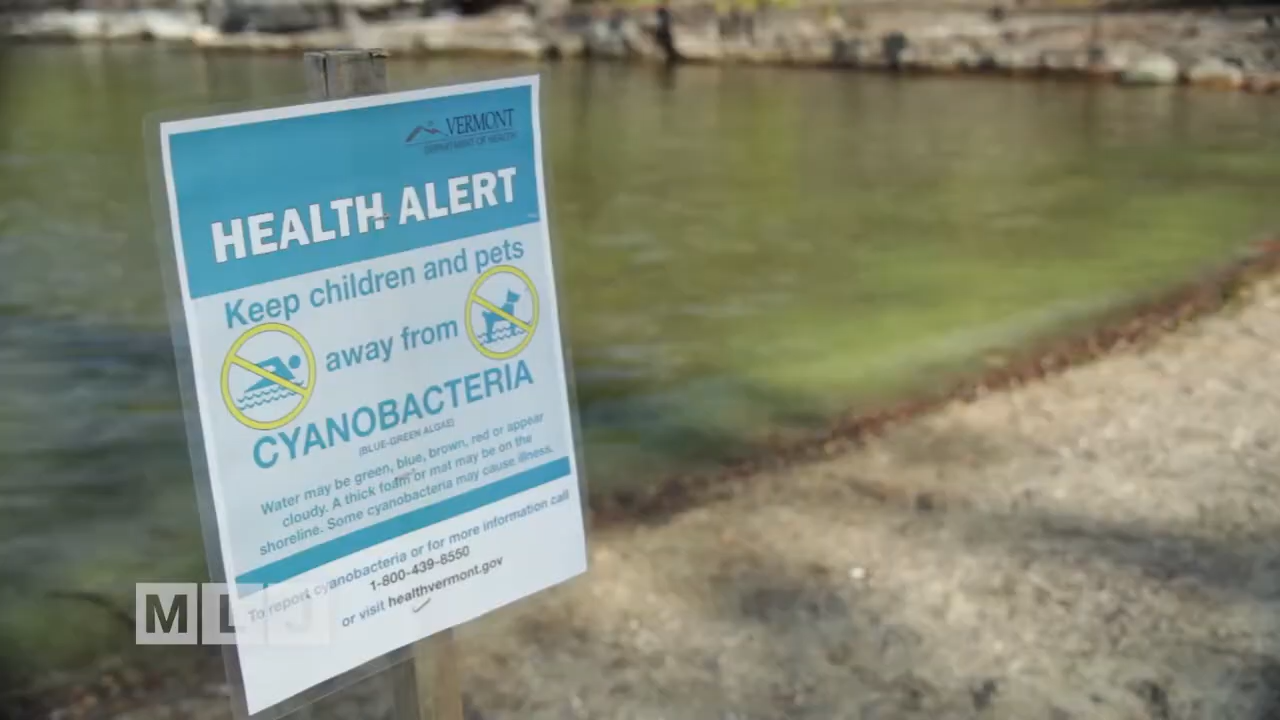 VERMONT
DEPARTMENT OF HEALTH
HEALTH ALERT
Keep children and pets
away from
CYANOBACTERIA
(BLUE-GREEN ALGAE)
Water may be green, blue, brown, red or appear
cloudy. A thick foam or mat may be on the
shoreline. Some cyanobacteria may cause illness.
To report cyanobacteria or for more information call
1-800-439-8550
or visit healthvermont.gov
MLJ